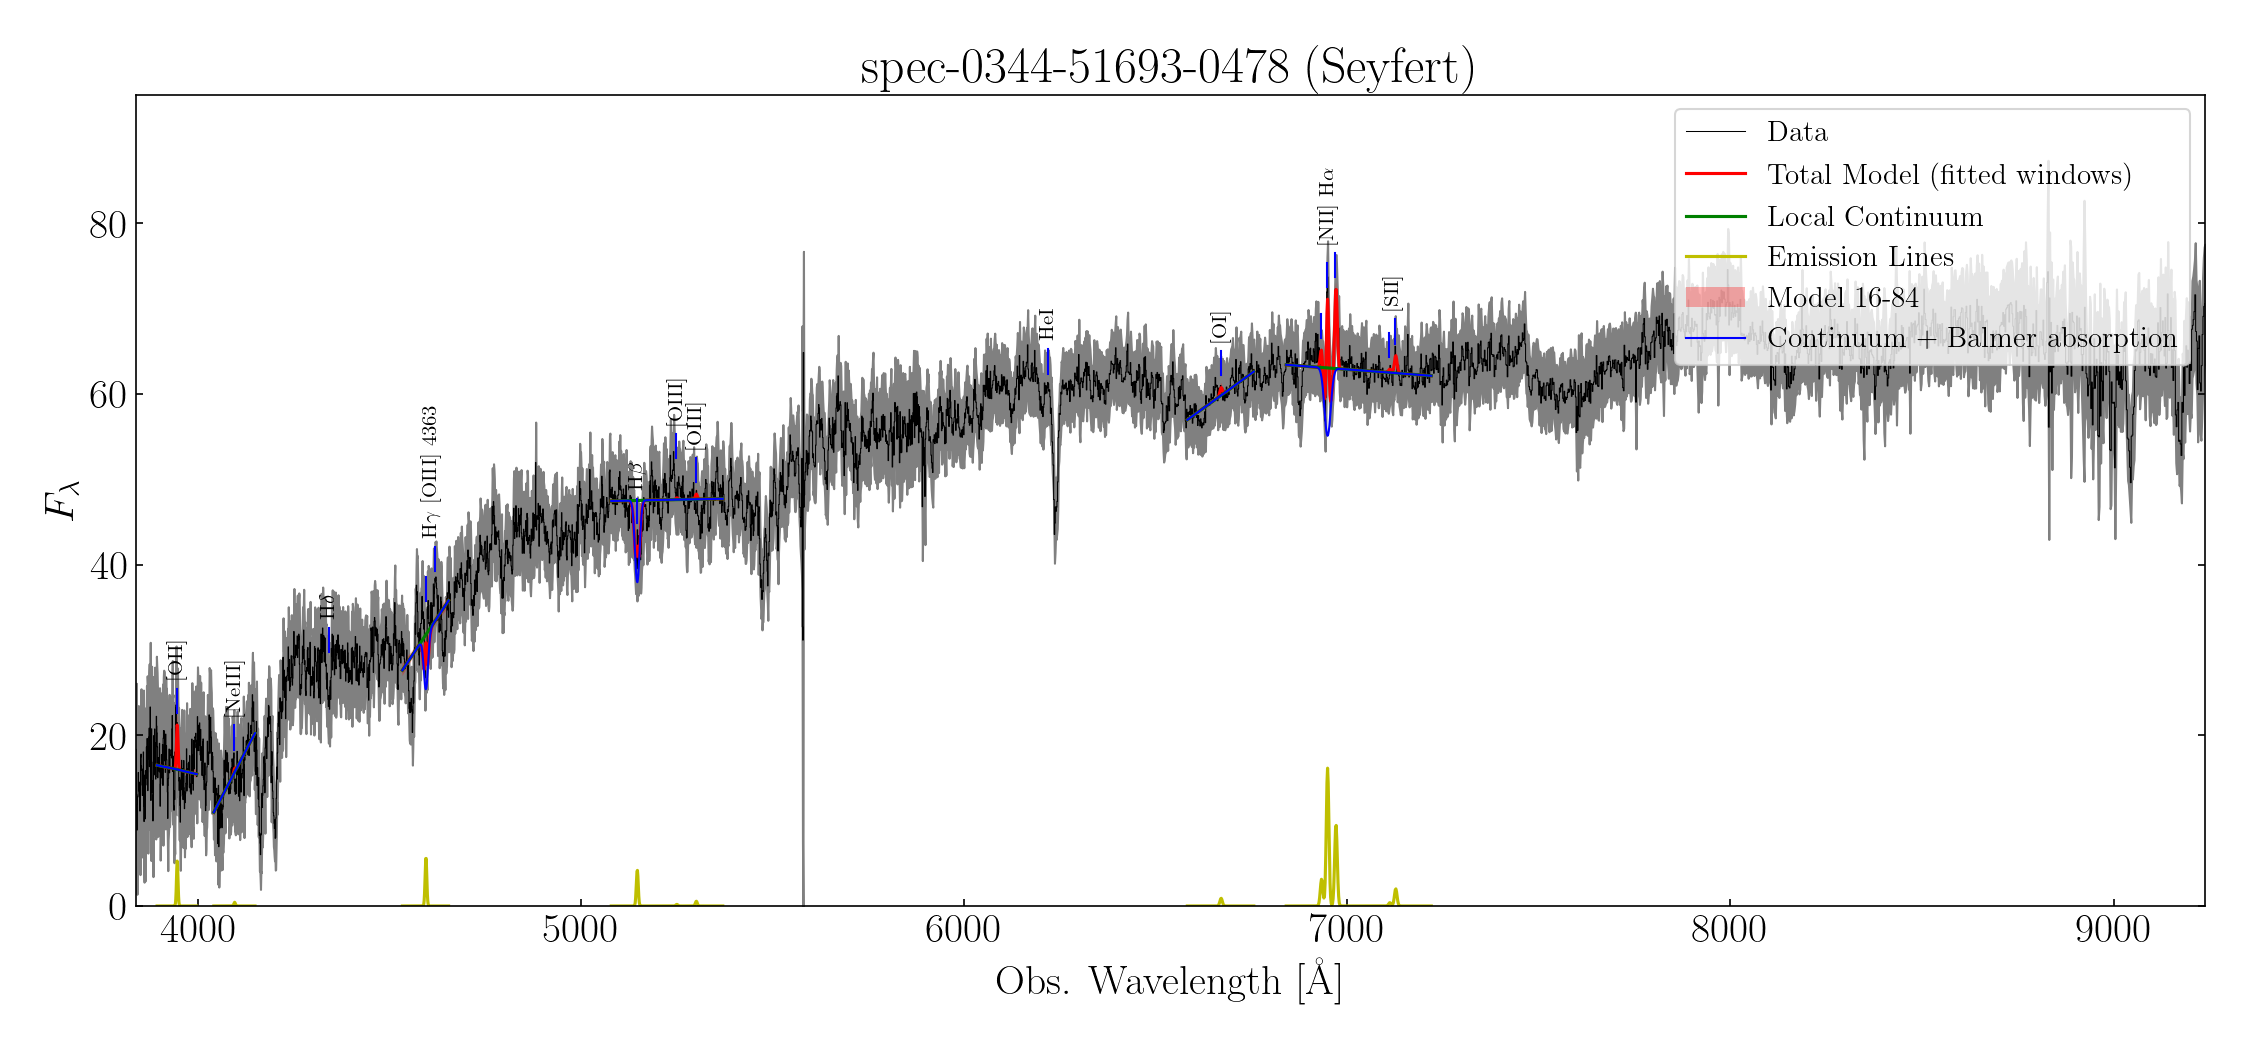 spec-0344-51693-0478 (Seyfert)
Data
Total Model (fitted windows)
Local Continuum
Emission Lines
Model 16-84
Continuum + Balmer absorption
[OII]
[NeIII]
Hδ
Hγ [OIII] 4363
Hβ
[OIII]
[OIII]
HeI
[OI]
[NII] Hα
[SII]
80
60
40
20
0
4000 5000 6000 7000 8000 9000
F_λ
Obs. Wavelength [Å]